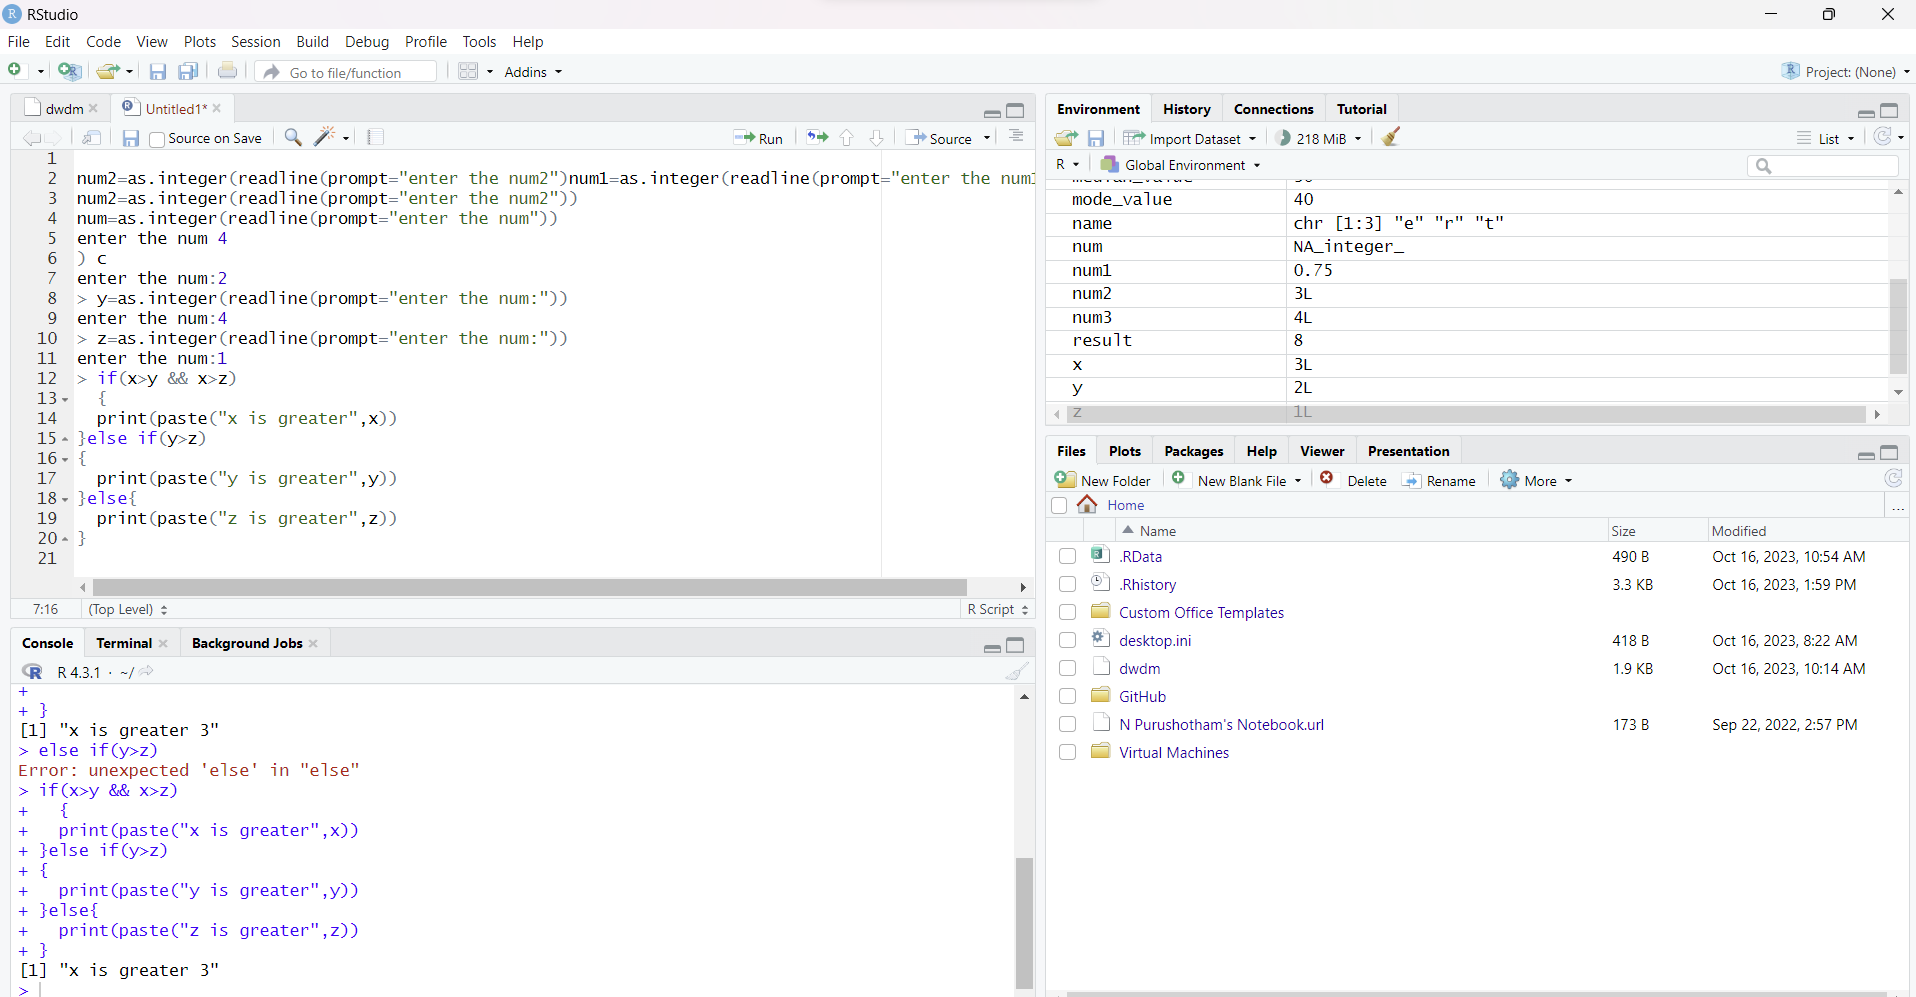 RStudio
File Edit Code View Plots Session Build Debug Profile Tools Help
Go to file/function Addins Project: (None)
dwdm Untitled1*
Source on Save Run Source
1
2 num2=as.integer(readline(prompt="enter the num2")num1=as.integer(readline(prompt="enter the num1
3 num2=as.integer(readline(prompt="enter the num2"))
4 num=as.integer(readline(prompt="enter the num"))
5 enter the num 4
6 ) c
7 enter the num:2
8 > y=as.integer(readline(prompt="enter the num:"))
9 enter the num:4
10 > z=as.integer(readline(prompt="enter the num:"))
11 enter the num:1
12 > if(x>y && x>z)
13 {
14 print(paste("x is greater",x))
15 }else if(y>z)
16 {
17 print(paste("y is greater",y))
18 }else{
19 print(paste("z is greater",z))
20 }
21
7:16 (Top Level) R Script
Console Terminal Background Jobs
R 4.3.1 · ~/
+
+ }
[1] "x is greater 3"
> else if(y>z)
Error: unexpected 'else' in "else"
> if(x>y && x>z)
+ {
+ print(paste("x is greater",x))
+ }else if(y>z)
+ {
+ print(paste("y is greater",y))
+ }else{
+ print(paste("z is greater",z))
+ }
[1] "x is greater 3"
>
Environment History Connections Tutorial
Import Dataset 218 MiB List
R Global Environment
mode_value 40
name chr [1:3] "e" "r" "t"
num NA_integer_
num1 0.75
num2 3L
num3 4L
result 8
x 3L
y 2L
z 1L
Files Plots Packages Help Viewer Presentation
New Folder New Blank File Delete Rename More
Home ...
Name Size Modified
.RData 490 B Oct 16, 2023, 10:54 AM
.Rhistory 3.3 KB Oct 16, 2023, 1:59 PM
Custom Office Templates
desktop.ini 418 B Oct 16, 2023, 8:22 AM
dwdm 1.9 KB Oct 16, 2023, 10:14 AM
GitHub
N Purushotham's Notebook.url 173 B Sep 22, 2022, 2:57 PM
Virtual Machines